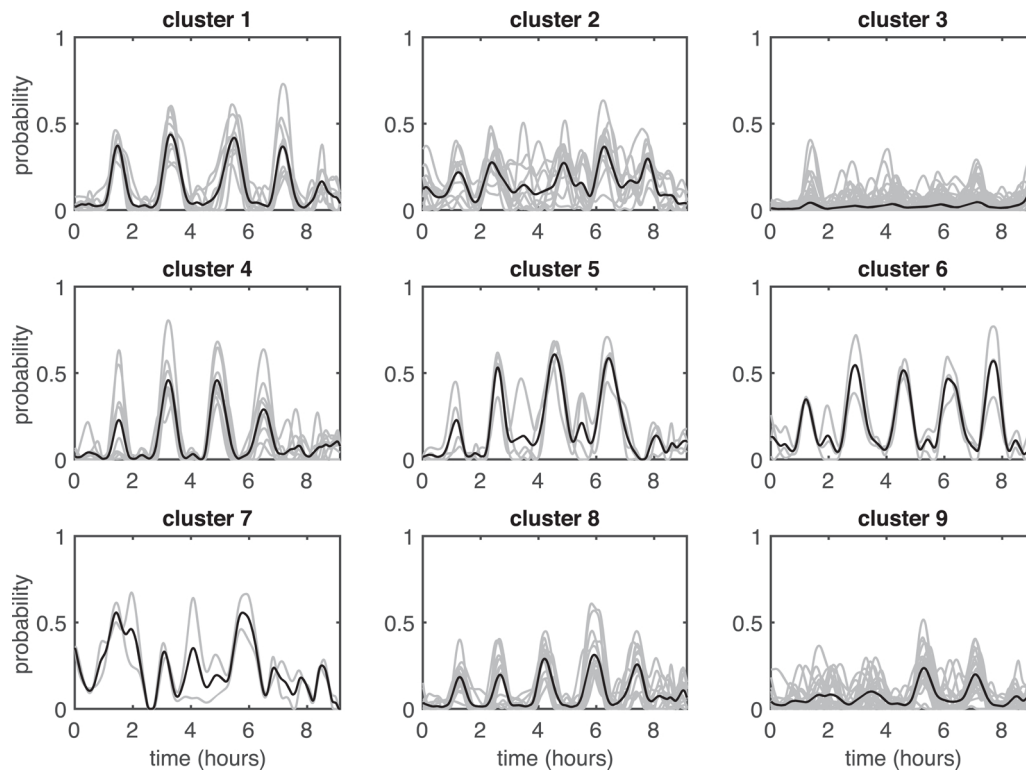 cluster 1 cluster 2 cluster 3
probability
1 1 1
0.5 0.5 0.5
0 0 0
0 2 4 6 8 0 2 4 6 8 0 2 4 6 8
cluster 4 cluster 5 cluster 6
1 1 1
0.5 0.5 0.5
0 0 0
0 2 4 6 8 0 2 4 6 8 0 2 4 6 8
cluster 7 cluster 8 cluster 9
probability
1 1 1
0.5 0.5 0.5
0 0 0
0 2 4 6 8 0 2 4 6 8 0 2 4 6 8
time (hours) time (hours) time (hours)